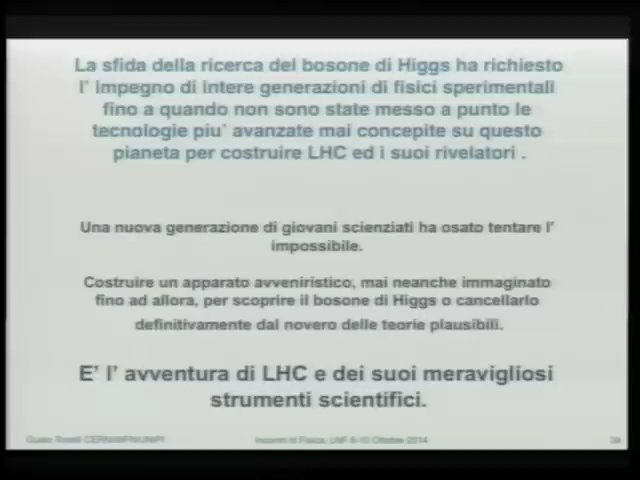 La sfida della ricerca del bosone di Higgs ha richiesto
l' impegno di intere generazioni di fisici sperimentali
fino a quando non sono state messo a punto le
tecnologie piu' avanzate mai concepite su questo
pianeta per costruire LHC ed i suoi rivelatori .
Una nuova generazione di giovani scienziati ha osato tentare l'
impossibile.
Costruire un apparato avveniristico, mai neanche immaginato
fino ad allora, per scoprire il bosone di Higgs o cancellarlo
definitivamente dal novero delle teorie plausibili.
E' l' avventura di LHC e dei suoi meravigliosi
strumenti scientifici.
Incontri di Fisica, LNF 8-10 Ottobre 2014